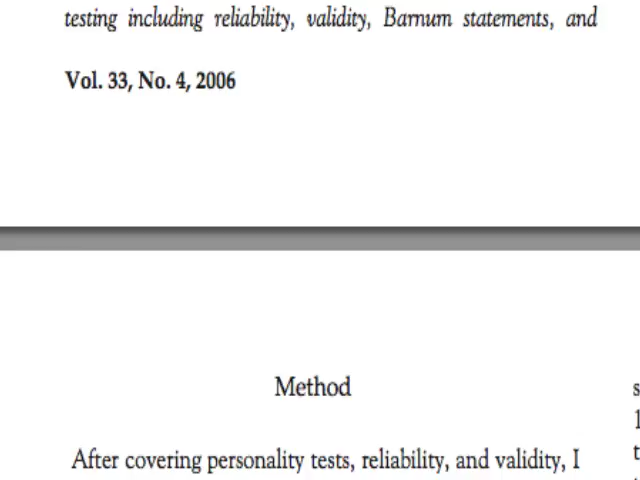 testing including reliability, validity, Barnum statements, and
Vol. 33, No. 4, 2006
Method
After covering personality tests, reliability, and validity, I
s
1
t